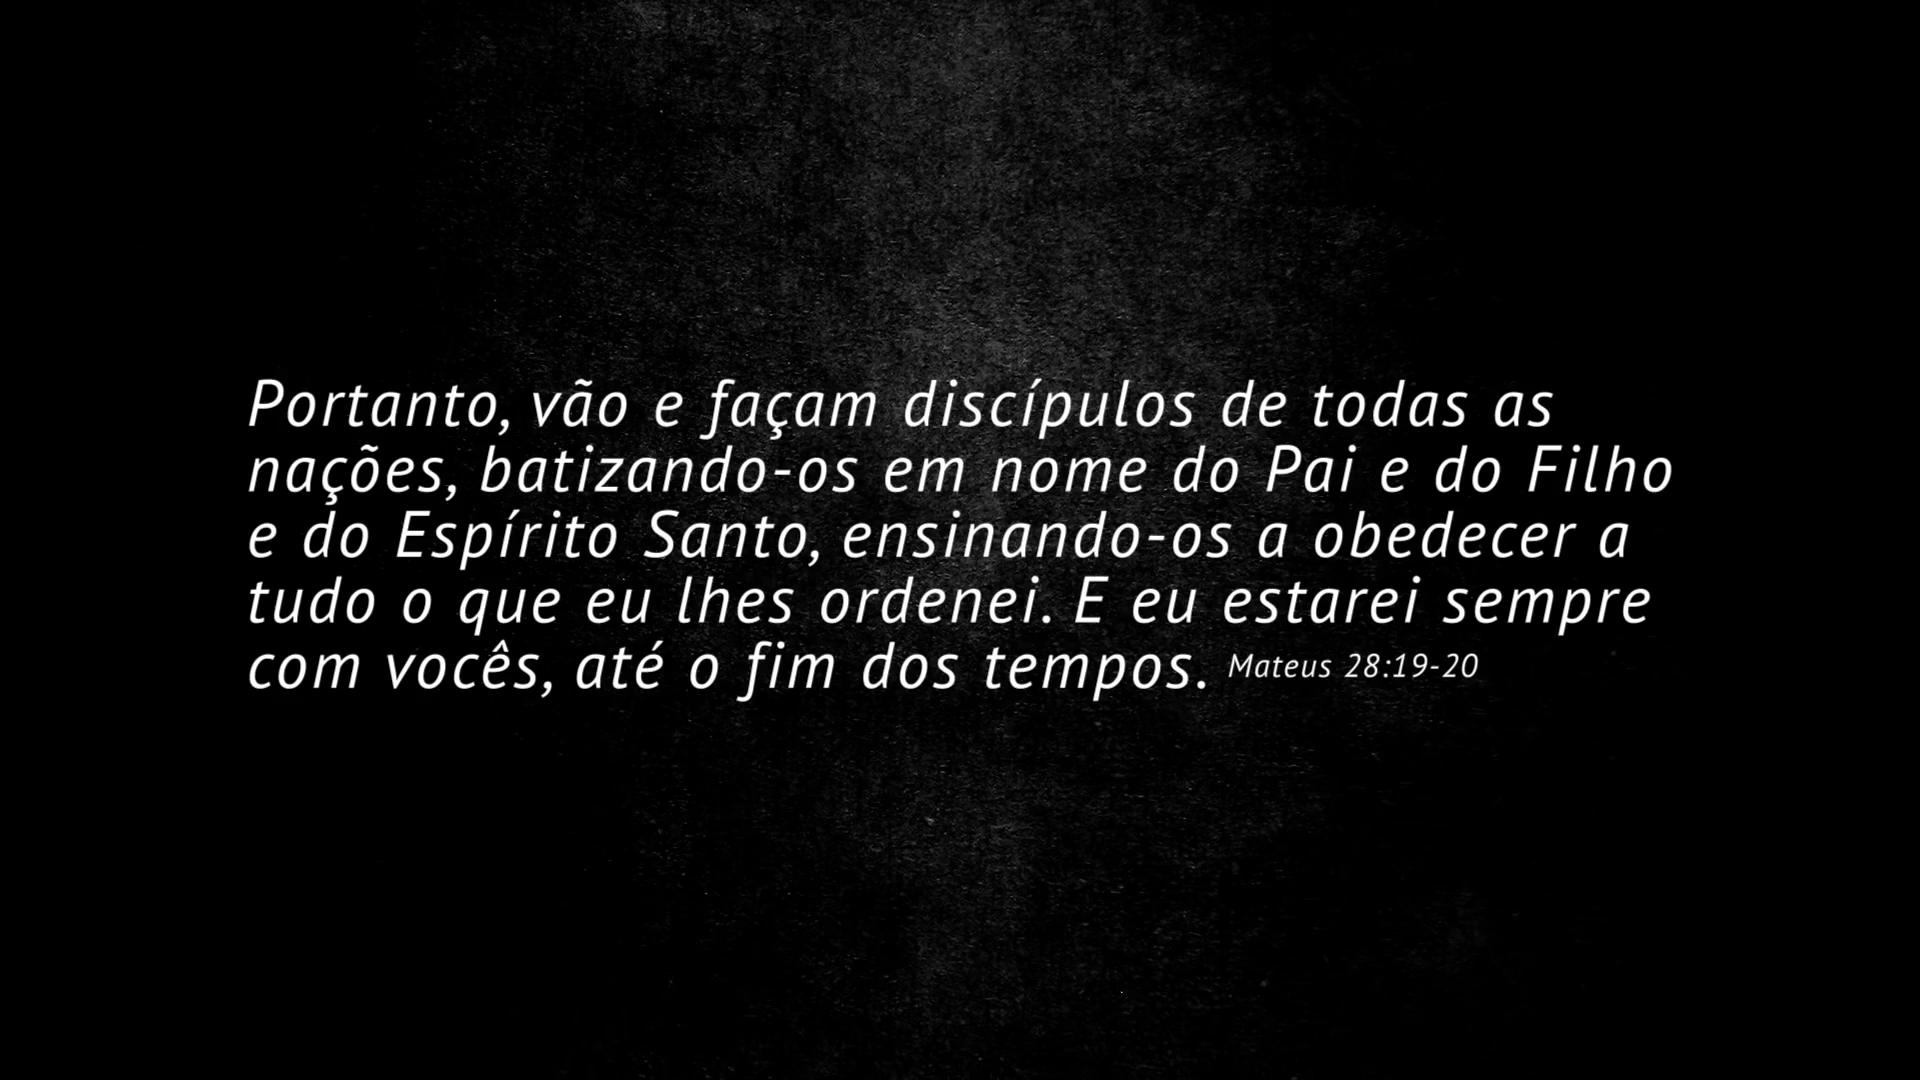 Portanto, vão e façam discípulos de todas as
nações, batizando-os em nome do Pai e do Filho
e do Espírito Santo, ensinando-os a obedecer a
tudo o que eu lhes ordenei. E eu estarei sempre
com vocês, até o fim dos tempos. Mateus 28:19-20